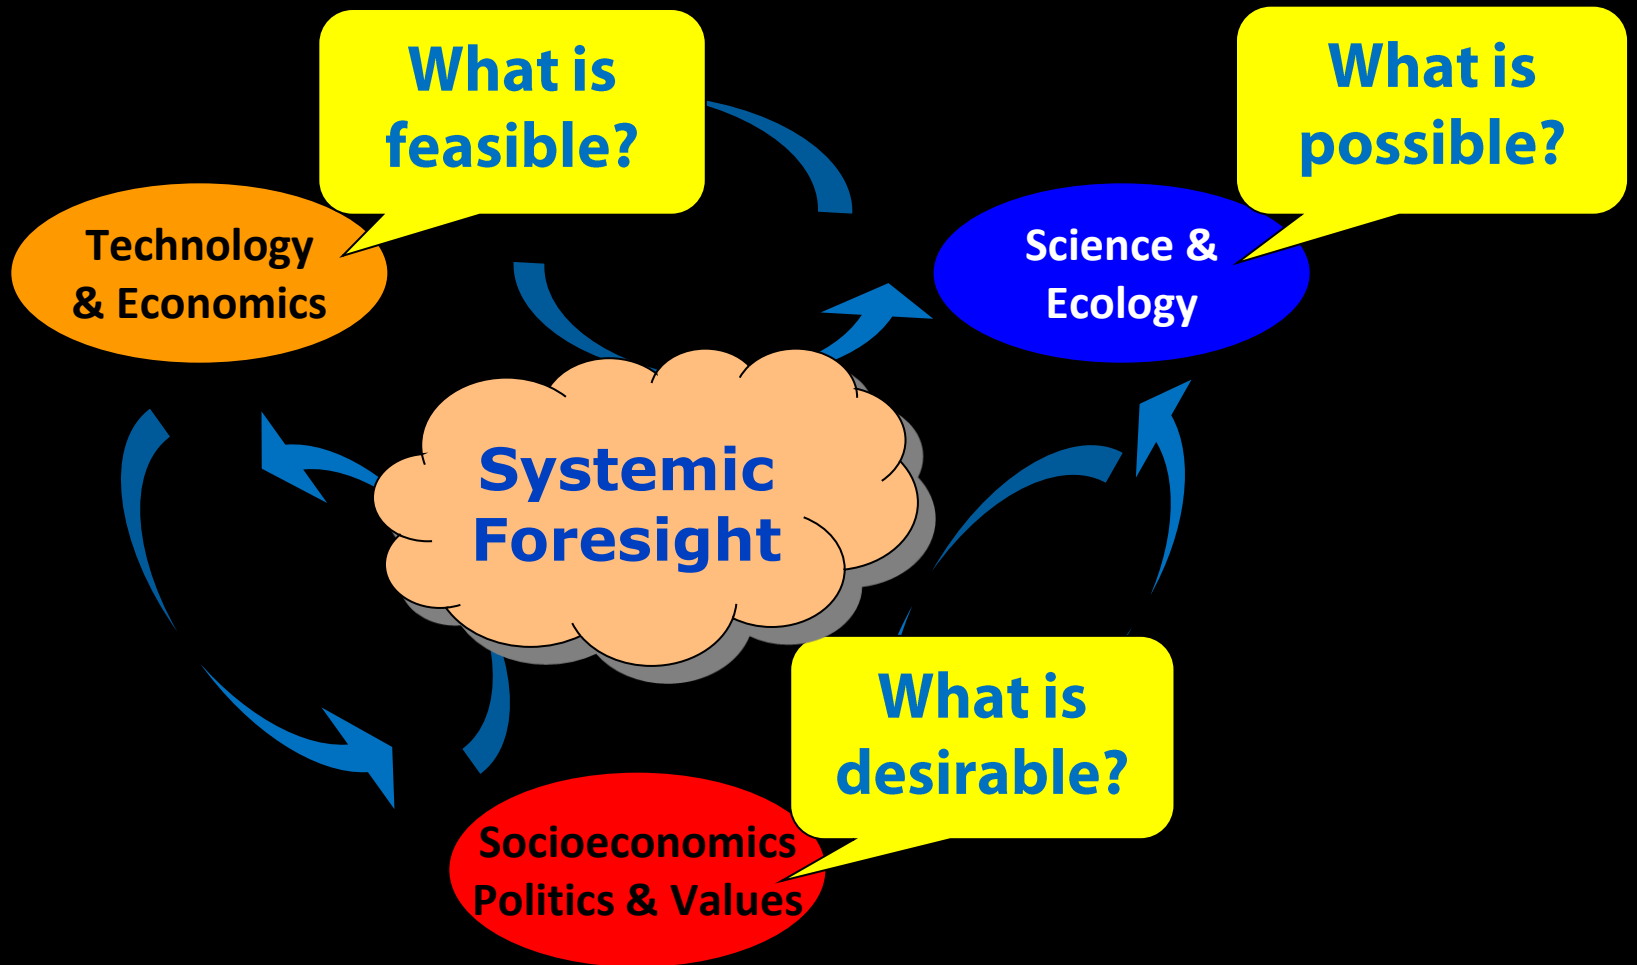 What is
feasible?
What is
possible?
Technology
& Economics
Science &
Ecology
Systemic
Foresight
What is
desirable?
Socioeconomics
Politics & Values